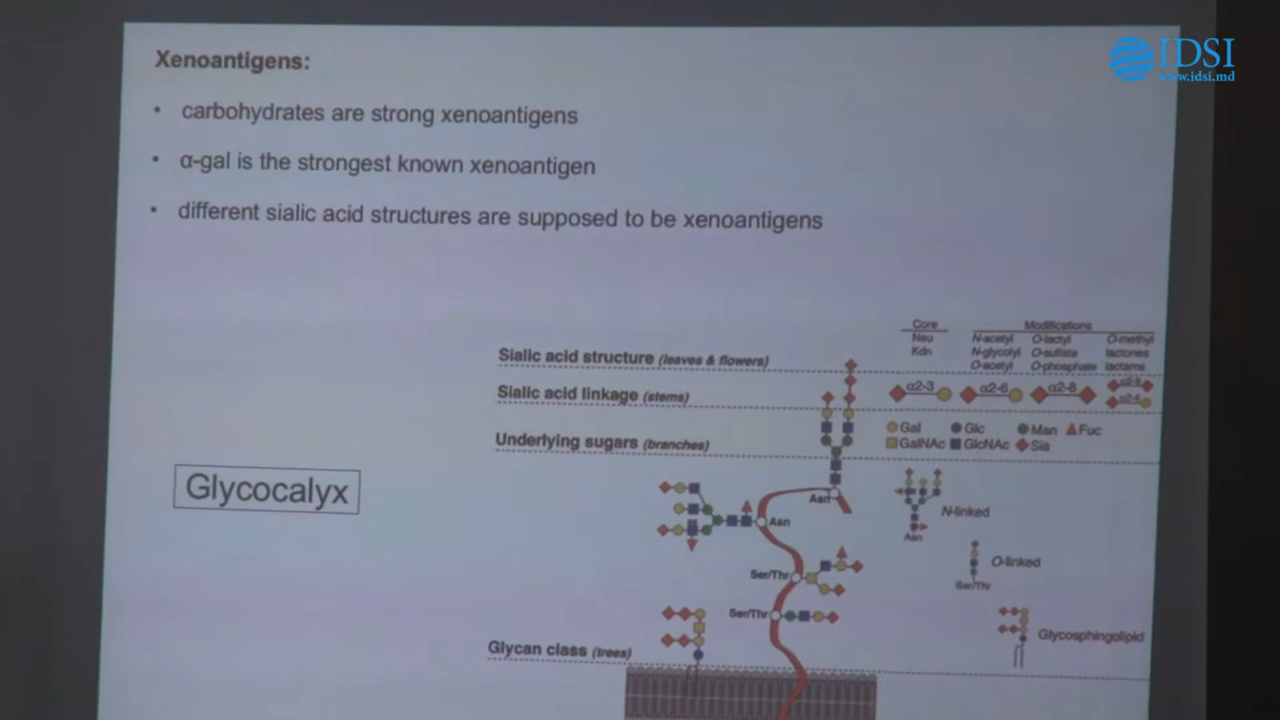 IDSI
www.idsi.md
Xenoantigens:
• carbohydrates are strong xenoantigens
• α-gal is the strongest known xenoantigen
• different sialic acid structures are supposed to be xenoantigens
Core Modifications
Neu N-acetyl O-lactyl O-methyl
Kdn N-glycolyl O-sulfate lactones
O-acetyl O-phosphate lactams
Sialic acid structure (leaves & flowers)
Sialic acid linkage (stems)
α2-3 α2-6 α2-8
Underlying sugars (branches)
Gal Glc Man Fuc
GalNAc GlcNAc Sia
Glycocalyx
Asn
Asn
N-linked
Asn
Ser/Thr
O-linked
Ser/Thr
Ser/Thr
Glycosphingolipid
Glycan class (trees)